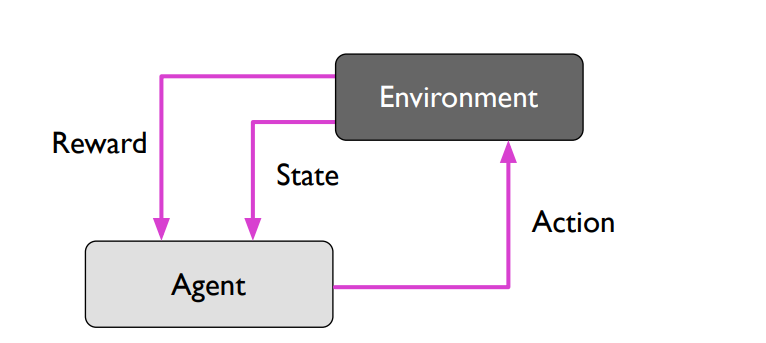 Environment
Reward
State
Action
Agent